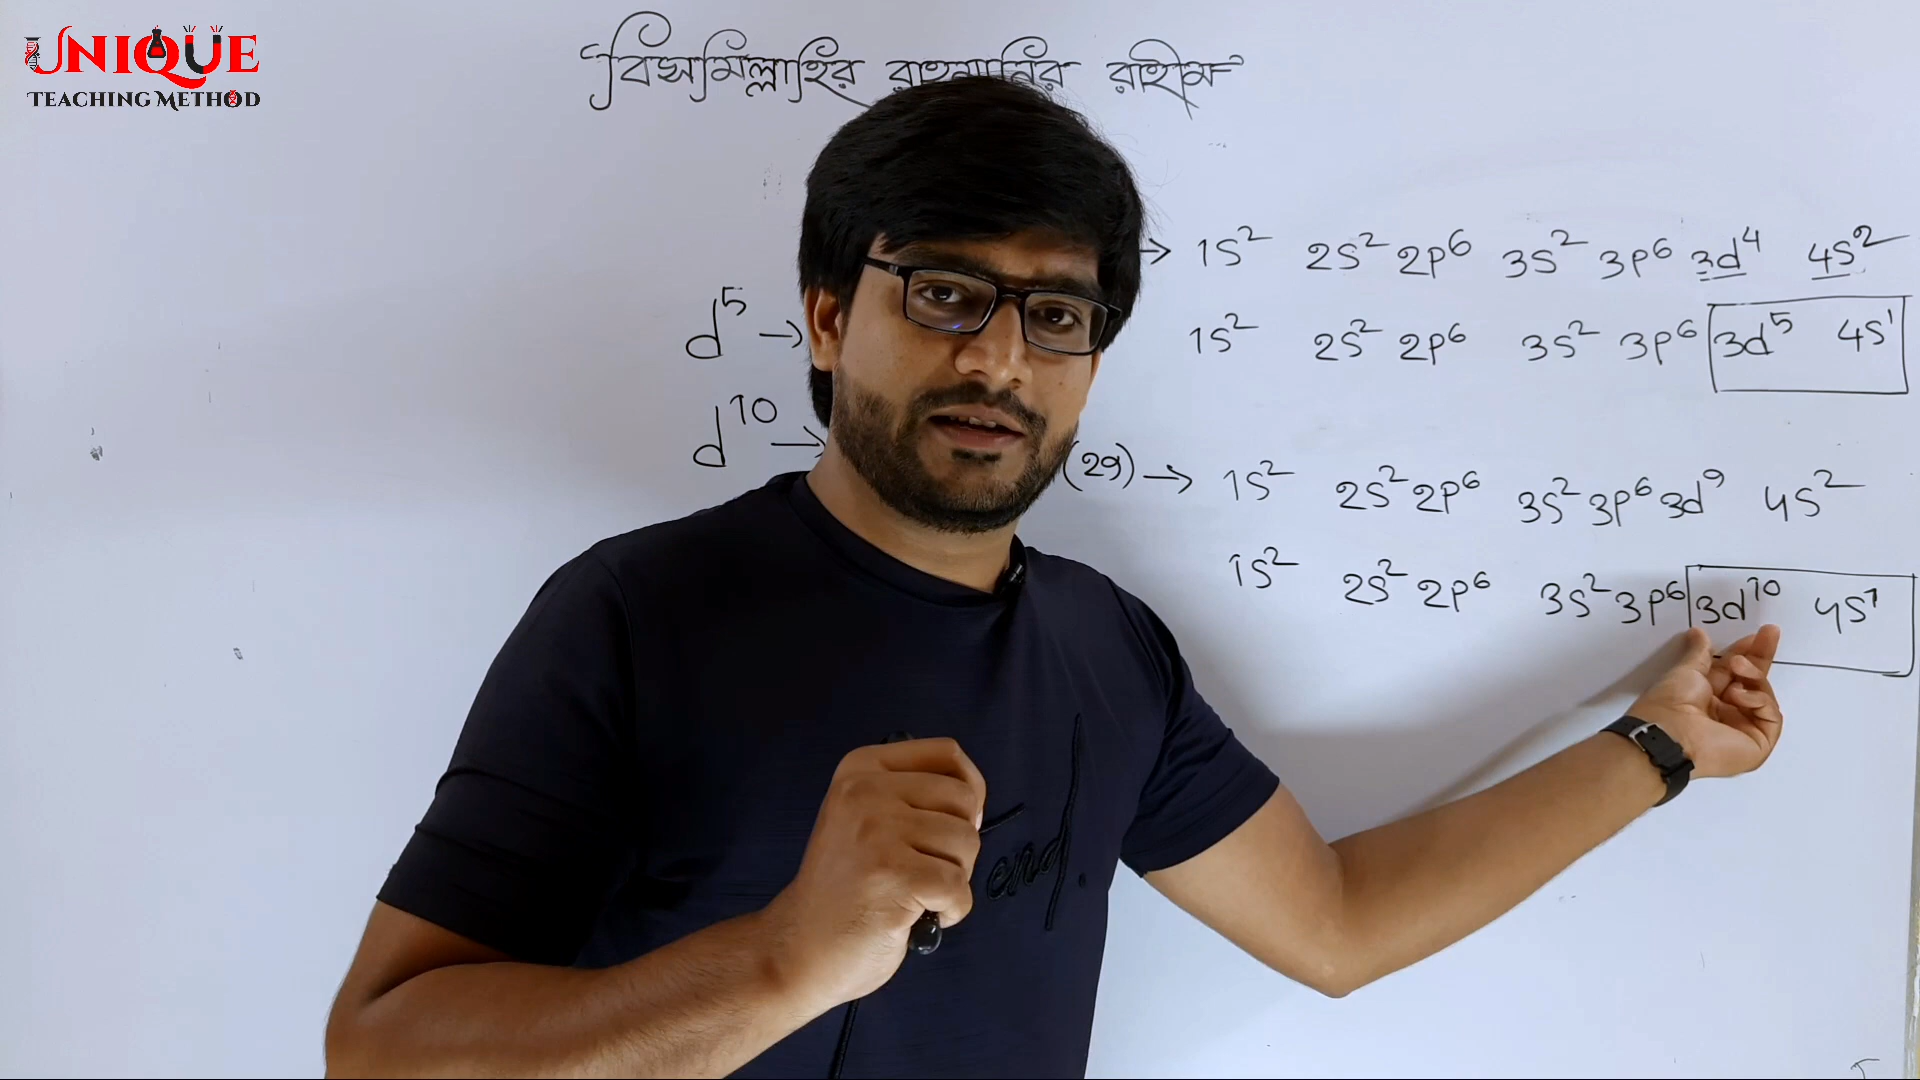 UNIQUE
TEACHING METHOD
বিসমিল্লাহির রাহমানির রাহীম
→ 1s² 2s² 2p⁶ 3s² 3p⁶ 3d⁴ 4s²
d⁵ → 1s² 2s² 2p⁶ 3s² 3p⁶ 3d⁵ 4s¹
d¹⁰ → (29) → 1s² 2s² 2p⁶ 3s² 3p⁶ 3d⁹ 4s²
1s² 2s² 2p⁶ 3s² 3p⁶ 3d¹⁰ 4s¹
end.